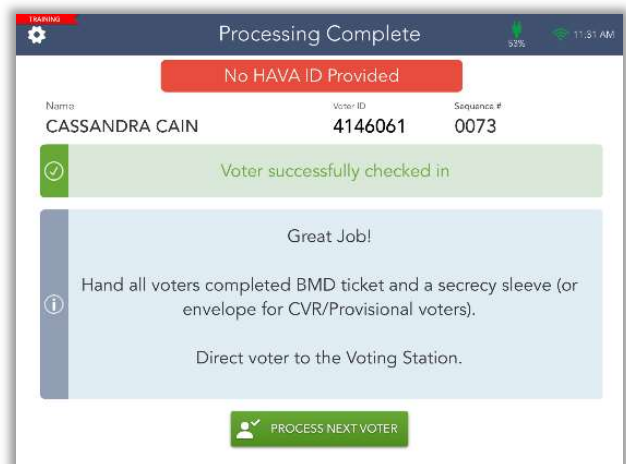 TRAINING
Processing Complete
53%
11:31 AM
No HAVA ID Provided
Name
Voter ID
Sequence #
CASSANDRA CAIN
4146061
0073
Voter successfully checked in
Great Job!
Hand all voters completed BMD ticket and a secrecy sleeve (or
envelope for CVR/Provisional voters).
Direct voter to the Voting Station.
PROCESS NEXT VOTER